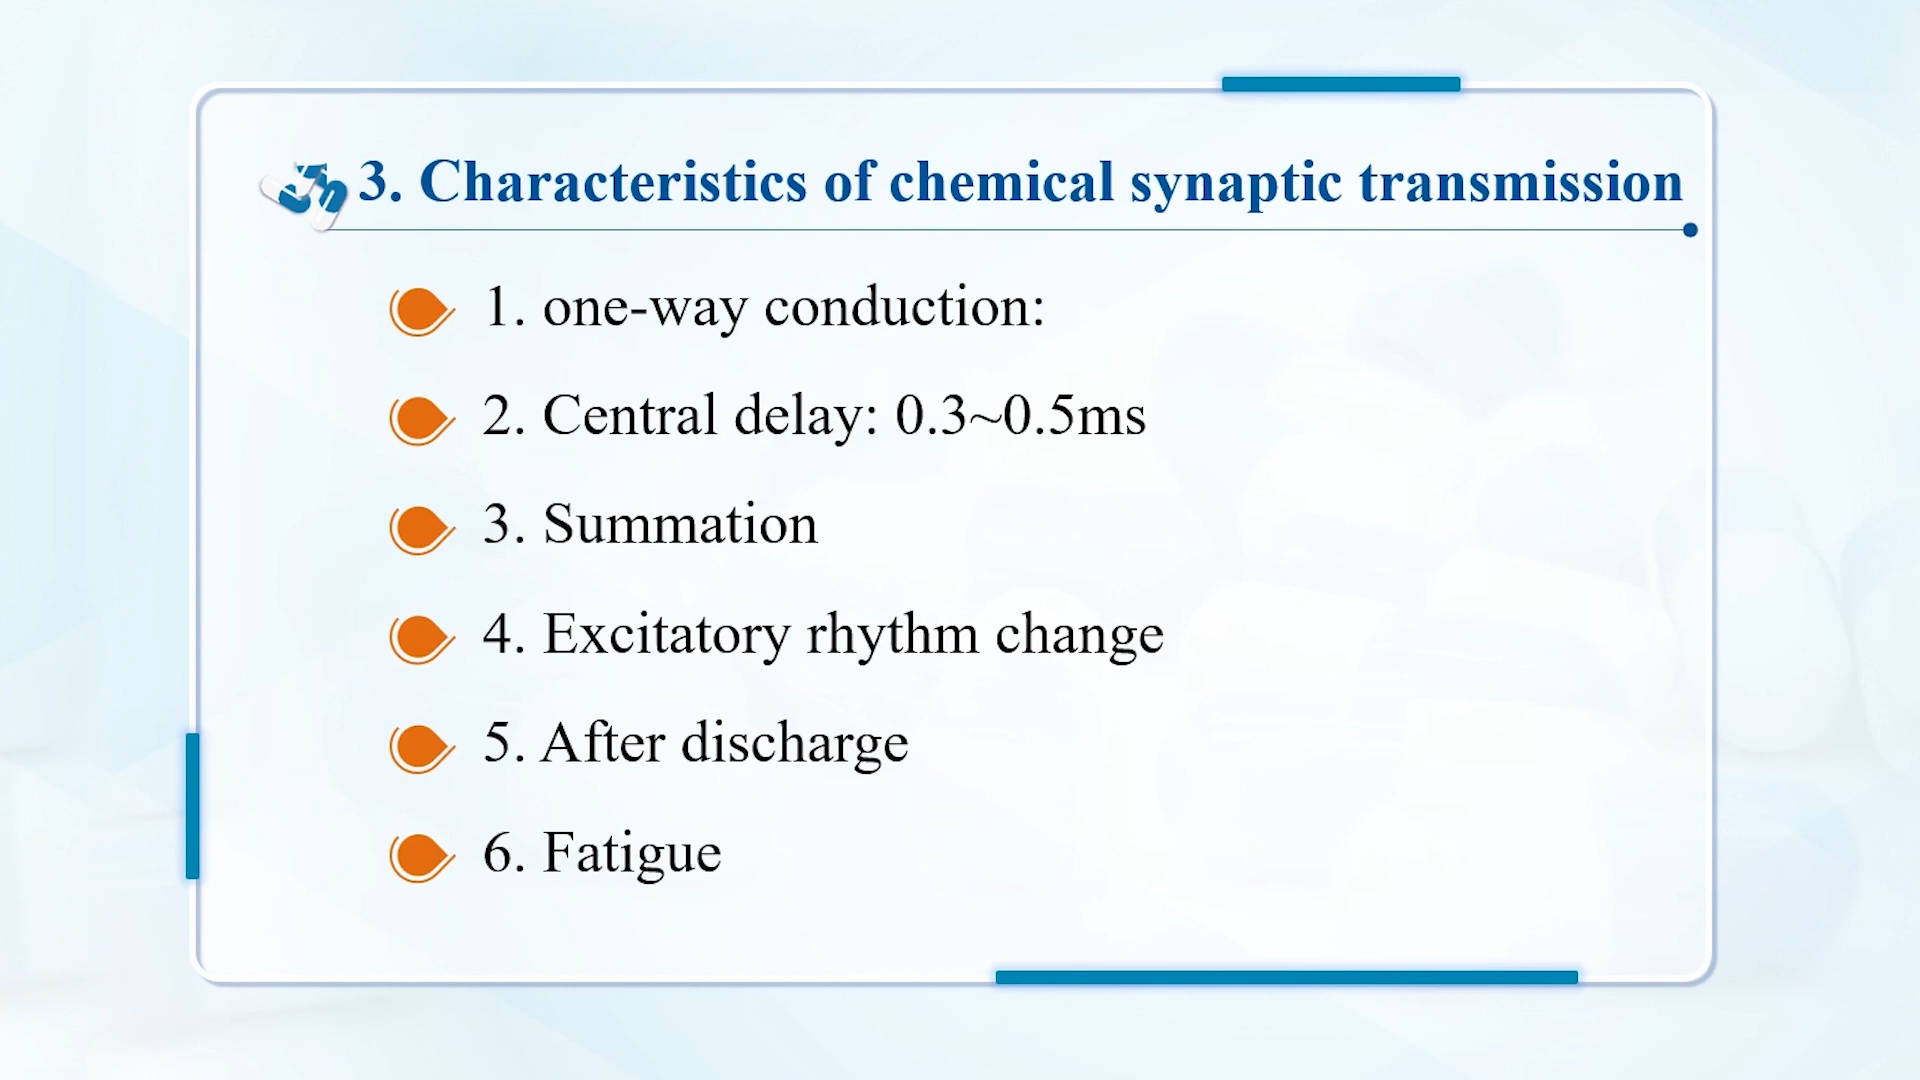 3. Characteristics of chemical synaptic transmission
1. one-way conduction:
2. Central delay: 0.3~0.5ms
3. Summation
4. Excitatory rhythm change
5. After discharge
6. Fatigue